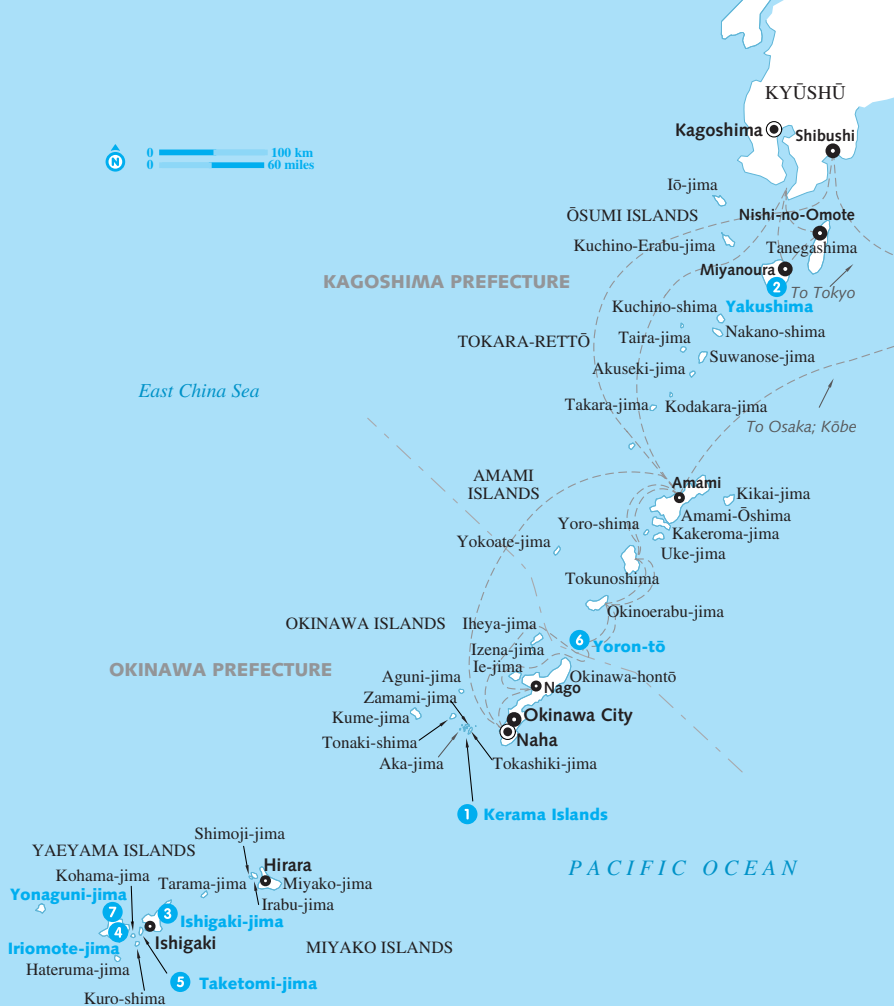 KYŪSHŪ
Kagoshima
Shibushi
N
0 100 km
0 60 miles
Iō-jima
ŌSUMI ISLANDS
Nishi-no-Omote
Kuchino-Erabu-jima
Tanegashima
Miyanoura
KAGOSHIMA PREFECTURE
2
To Tokyo
Kuchino-shima
Yakushima
TOKARA-RETTŌ
Taira-jima
Nakano-shima
Suwanose-jima
Akuseki-jima
East China Sea
Takara-jima
Kodakara-jima
To Osaka; Kōbe
AMAMI
ISLANDS
Amami
Kikai-jima
Amami-Ōshima
Yoro-shima
Kakeroma-jima
Yokoate-jima
Uke-jima
Tokunoshima
Okinoerabu-jima
OKINAWA ISLANDS
Iheya-jima
6
Yoron-tō
Izena-jima
Ie-jima
OKINAWA PREFECTURE
Aguni-jima
Okinawa-hontō
Nago
Zamami-jima
Kume-jima
Okinawa City
Tonaki-shima
Naha
Aka-jima
Tokashiki-jima
1 Kerama Islands
Shimoji-jima
YAEYAMA ISLANDS
PACIFIC OCEAN
Hirara
Kohama-jima
Tarama-jima
Miyako-jima
Yonaguni-jima
Irabu-jima
7
3
Ishigaki-jima
4
Ishigaki
Iriomote-jima
MIYAKO ISLANDS
Hateruma-jima
5 Taketomi-jima
Kuro-shima